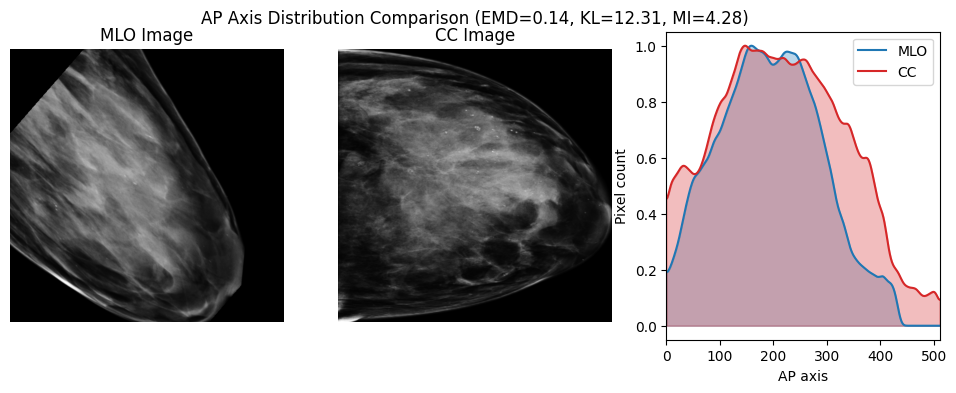 AP Axis Distribution Comparison (EMD=0.14, KL=12.31, MI=4.28)
MLO Image
CC Image
MLO
CC
Pixel count
1.0
0.8
0.6
0.4
0.2
0.0
0 100 200 300 400 500
AP axis